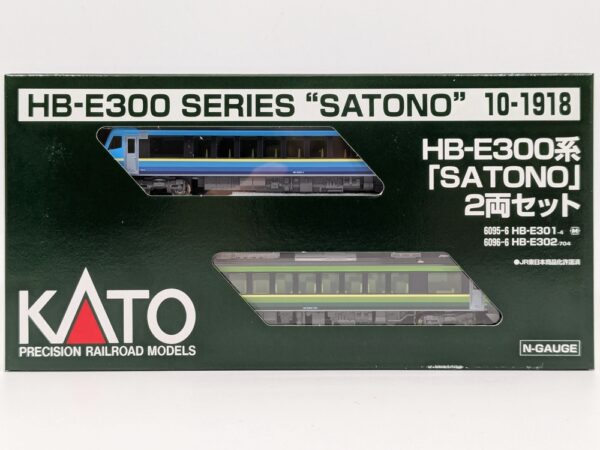 HB-E300 SERIES “SATONO” 10-1918
HB-E300系
「SATONO」
2両セット
6095-6 HB-E301-4 M
6096-6 HB-E302-704
●JR東日本商品化許諾済
KATO
PRECISION RAILROAD MODELS
N-GAUGE